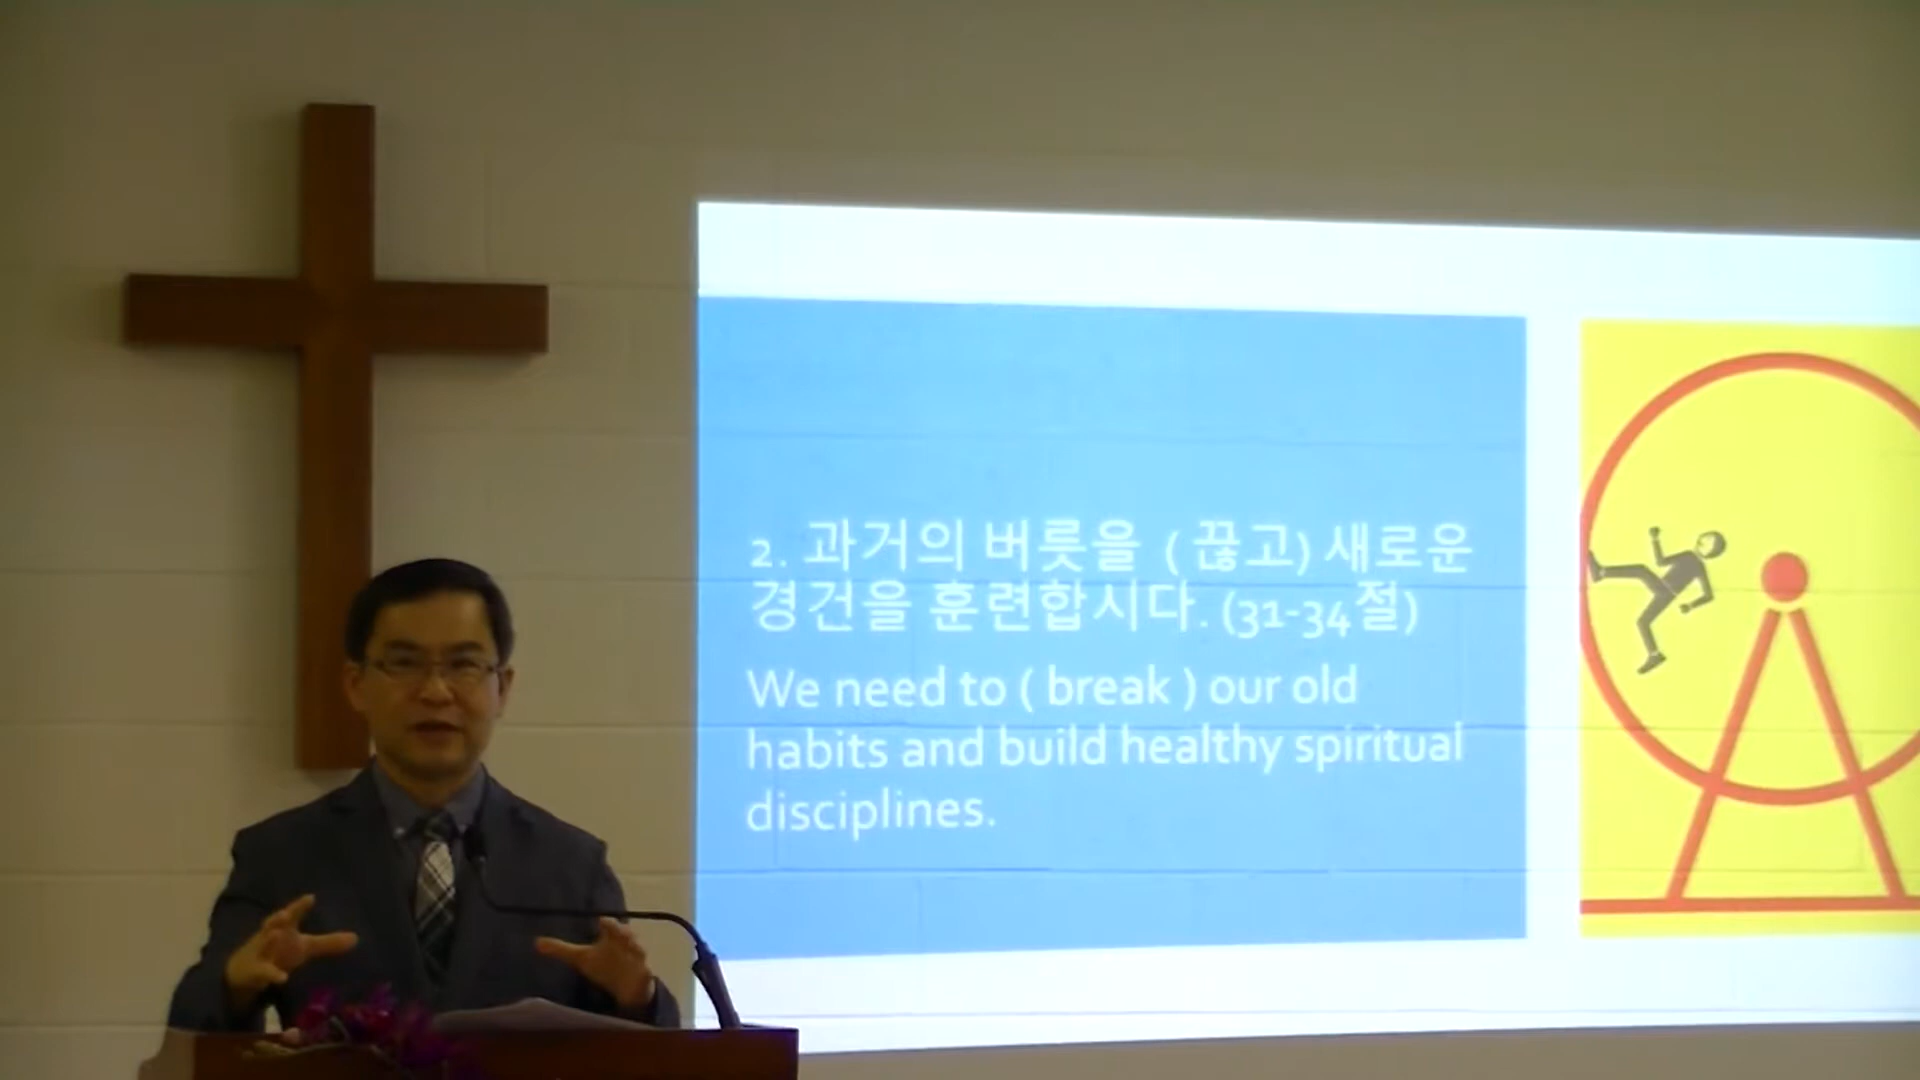 2. 과거의 버릇을 ( 끊고) 새로운
경건을 훈련합시다. (31-34절)
We need to ( break ) our old
habits and build healthy spiritual
disciplines.